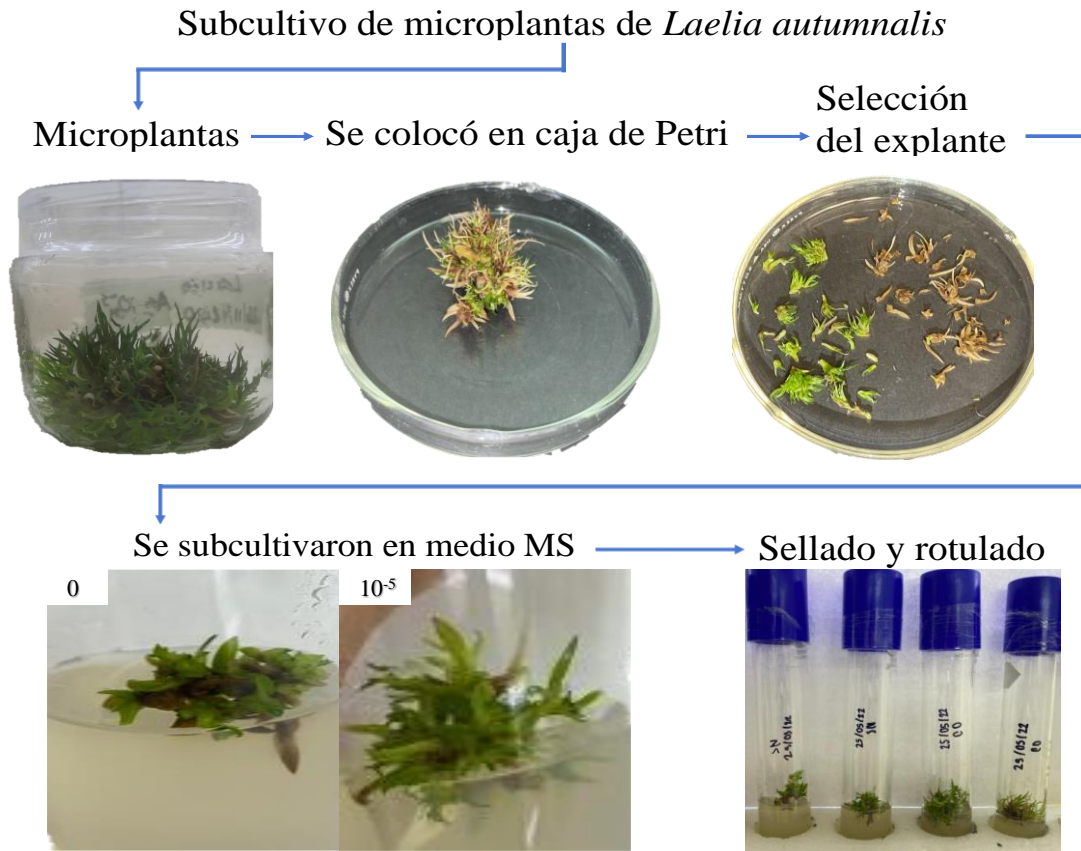 Subcultivo de microplantas de Laelia autumnalis
Microplantas
Se colocó en caja de Petri
Selección
del explante
Se subcultivaron en medio MS
Sellado y rotulado
0
10⁻⁵
25/05/22
SN
25/05/22
25/05/22